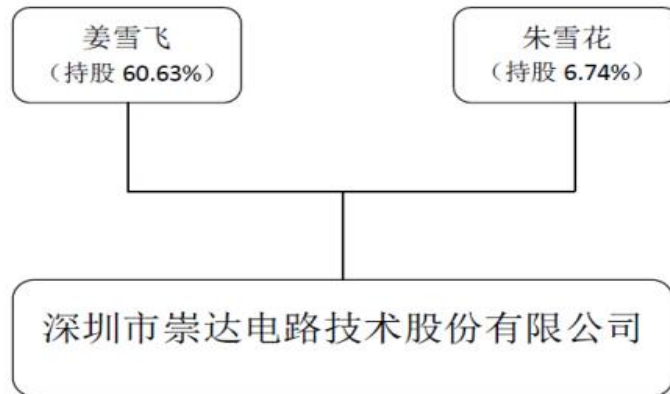 姜雪飞
（持股 60.63%）
朱雪花
（持股 6.74%）
深圳市崇达电路技术股份有限公司